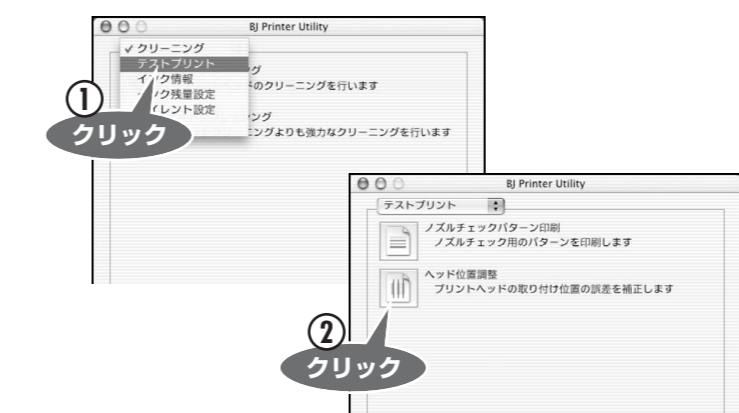 BJ Printer Utility
✓クリーニング
テストプリント
インク情報
ンク残量設定
イレント設定
グ
のクリーニングを行います
ング
ニングよりも強力なクリーニングを行います
①
クリック
BJ Printer Utility
テストプリント
ノズルチェックパターン印刷
ノズルチェック用のパターンを印刷します
ヘッド位置調整
プリントヘッドの取り付け位置の誤差を補正します
②
クリック